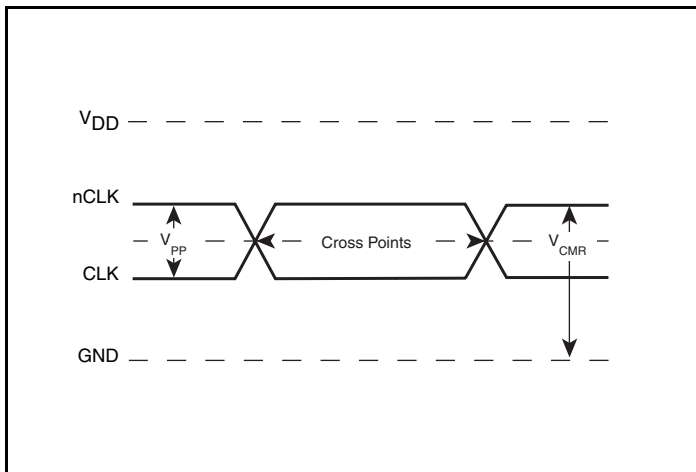 VDD
nCLK
VPP
Cross Points
VCMR
CLK
GND